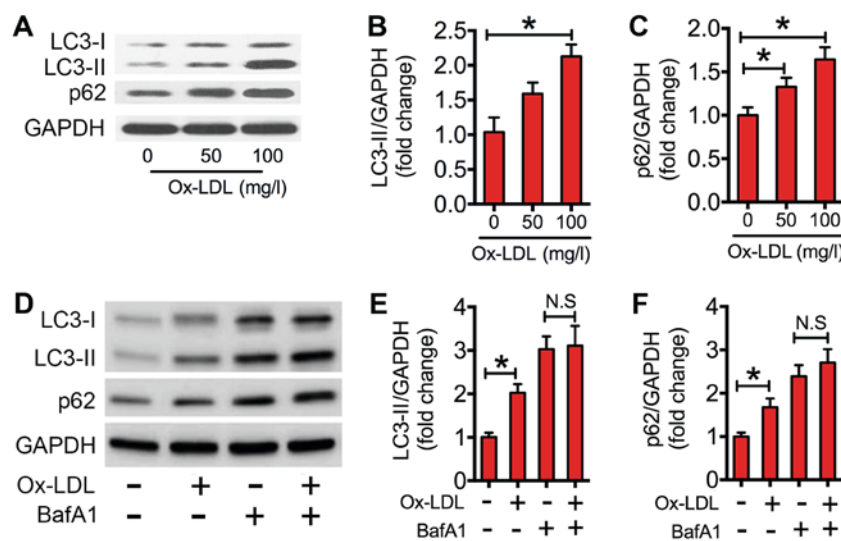 A
LC3-I
LC3-II
p62
GAPDH
0 50 100
Ox-LDL (mg/l)
B
LC3-II/GAPDH
(fold change)
2.5
2.0
1.5
1.0
0.5
0.0
*
0 50 100
Ox-LDL (mg/l)
C
p62/GAPDH
(fold change)
2.0
1.5
1.0
0.5
0.0
*
*
0 50 100
Ox-LDL (mg/l)
D
LC3-I
LC3-II
p62
GAPDH
Ox-LDL - + - +
BafA1 - - + +
E
LC3-II/GAPDH
(fold change)
4
3
2
1
0
*
N.S
Ox-LDL - + - +
BafA1 - - + +
F
p62/GAPDH
(fold change)
4
3
2
1
0
*
N.S
Ox-LDL - + - +
BafA1 - - + +